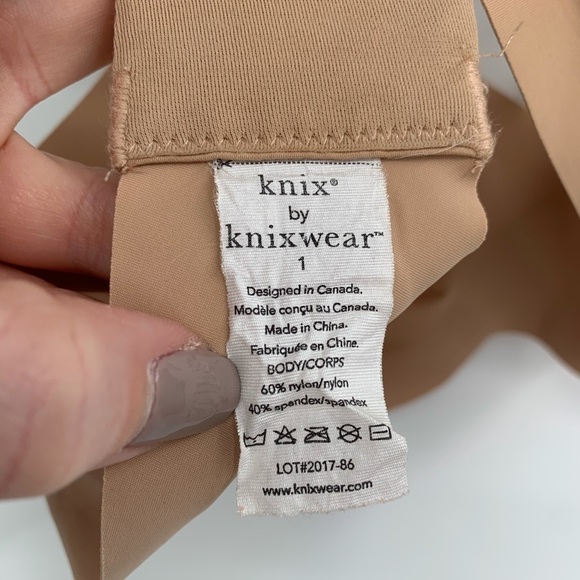 knix®
by
knixwear™
1
Designed in Canada.
Modèle conçu au Canada.
Made in China.
Fabriquée en Chine.
BODY/CORPS
60% nylon/nylon
40% spandex/spandex
LOT#2017-86
www.knixwear.com